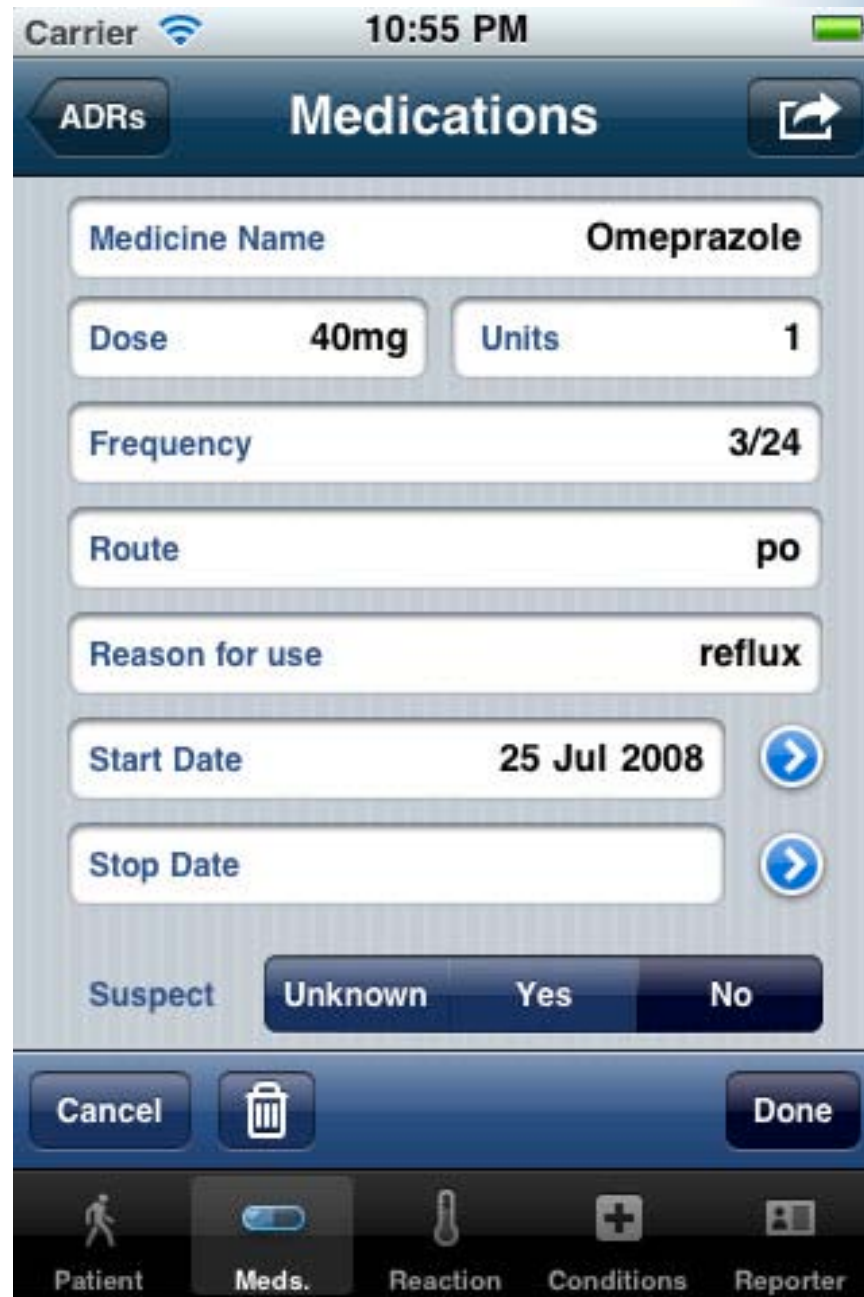 Carrier 10:55 PM
ADRs Medications
Medicine Name Omeprazole
Dose 40mg Units 1
Frequency 3/24
Route po
Reason for use reflux
Start Date 25 Jul 2008
Stop Date
Suspect Unknown Yes No
Cancel Done
Patient Meds. Reaction Conditions Reporter